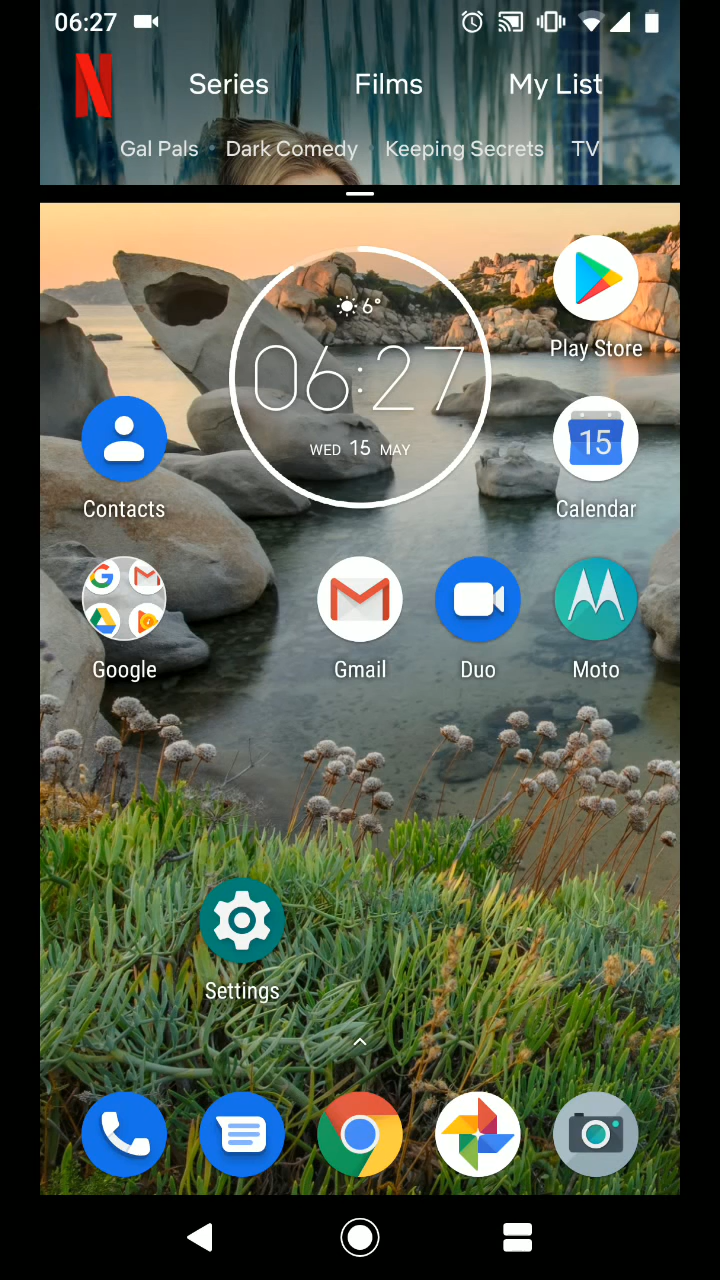 06:27
Series Films My List
Gal Pals • Dark Comedy • Keeping Secrets TV
6°
06:27
WED 15 MAY
Play Store
Contacts
15
Calendar
Google
Gmail
Duo
Moto
Settings